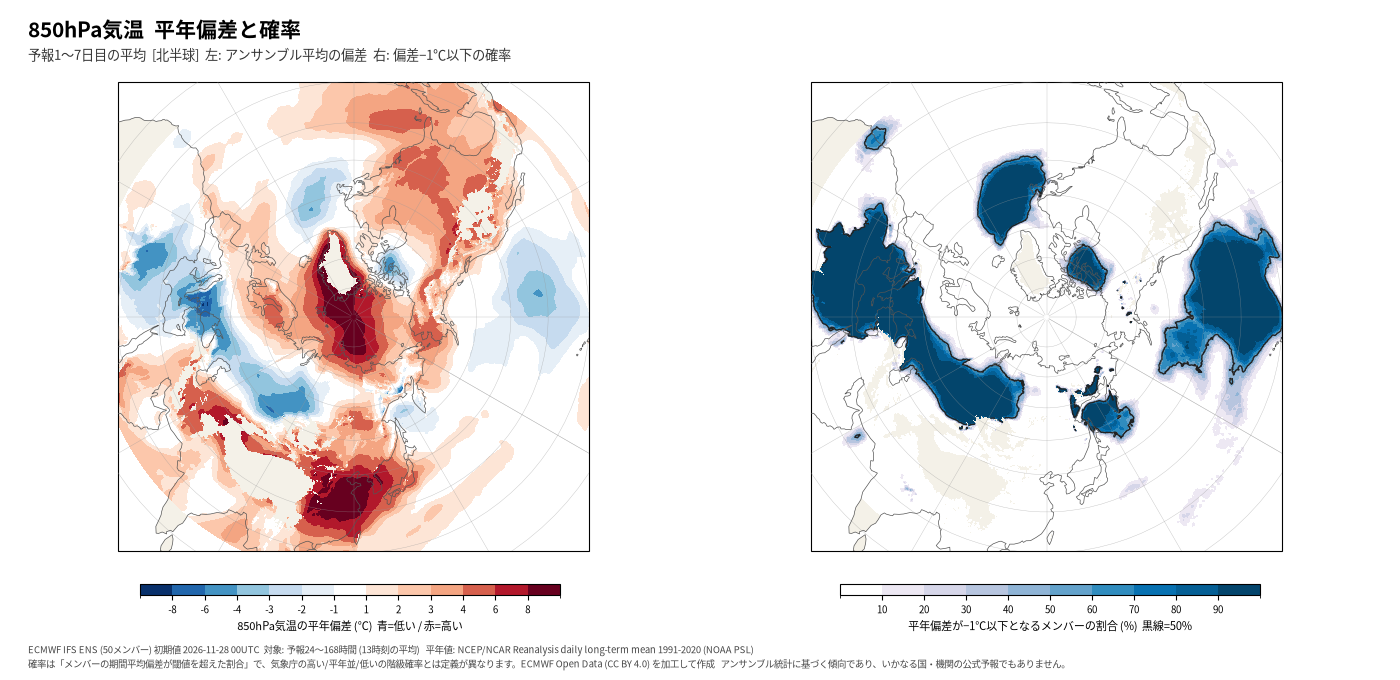 850hPa気温 平年偏差と確率
予報1～7日目の平均 [北半球] 左: アンサンブル平均の偏差 右: 偏差−1℃以下の確率
-8 -6 -4 -3 -2 -1 1 2 3 4 6 8
850hPa気温の平年偏差 (℃) 青=低い / 赤=高い
10 20 30 40 50 60 70 80 90
平年偏差が−1℃以下となるメンバーの割合 (%) 黒線=50%
ECMWF IFS ENS (50メンバー) 初期値 2026-11-28 00UTC 対象: 予報24～168時間 (13時刻の平均) 平年値: NCEP/NCAR Reanalysis daily long-term mean 1991-2020 (NOAA PSL)
確率は「メンバーの期間平均偏差が閾値を超えた割合」で、気象庁の高い/平年並/低いの階級確率とは定義が異なります。ECMWF Open Data (CC BY 4.0) を加工して作成 アンサンブル統計に基づく傾向であり、いかなる国・機関の公式予報でもありません。